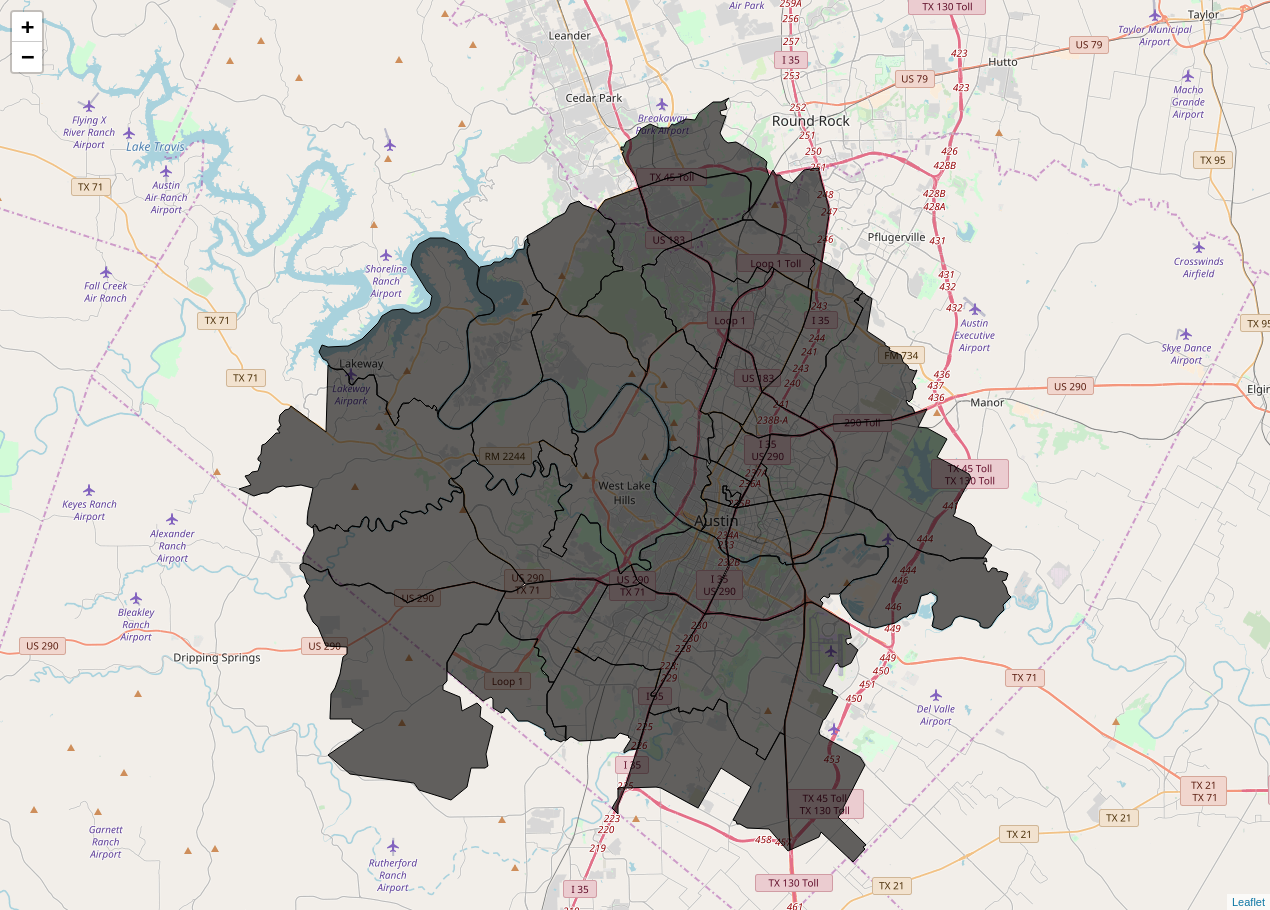 +
−
Leander
Air Park
259A
256
257
I 35
253
TX 130 Toll
423
423
Taylor
Taylor Municipal
Airport
US 79
US 79
Hutto
Macho
Grande
Airport
Cedar Park
Breakaway
Park Airport
252
Round Rock
251
250
251
426
428B
428B
428A
TX 95
Flying X
River Ranch
Airport
Lake Travis
TX 71
Austin
Air Ranch
Airport
TX 45 Toll
248
247
246
US 183
Pflugerville
431
431
432
432
Crosswinds
Airfield
Shoreline
Ranch
Airport
Fall Creek
Air Ranch
Loop 1 Toll
TX 71
243
Loop 1
I 35
244
241
243
240
Austin
Executive
Airport
Skye Dance
Airport
TX 95
Lakeway
Lakeway
Airpark
TX 71
US 183
FM 734
436
437
436
US 290
Manor
Elgin
241
238B-A
290 Toll
I 35
US 290
RM 2244
237A
236A
235B
TX 45 Toll
TX 130 Toll
441
Keyes Ranch
Airport
West Lake
Hills
Austin
234A
233
232B
444
444
446
446
Alexander
Ranch
Airport
US 290
TX 71
US 290
TX 71
I 35
US 290
US 290
Bleakley
Ranch
Airport
230
230
228
228;
229
449
449
450
451
450
US 290
US 290
Dripping Springs
Loop 1
I 35
TX 71
Del Valle
Airport
225
226
I 35
453
223
220
219
TX 45 Toll
TX 130 Toll
TX 21
TX 71
TX 21
TX 21
Garnett
Ranch
Airport
Rutherford
Ranch
Airport
I 35
TX 130 Toll
TX 21
461
Leaflet